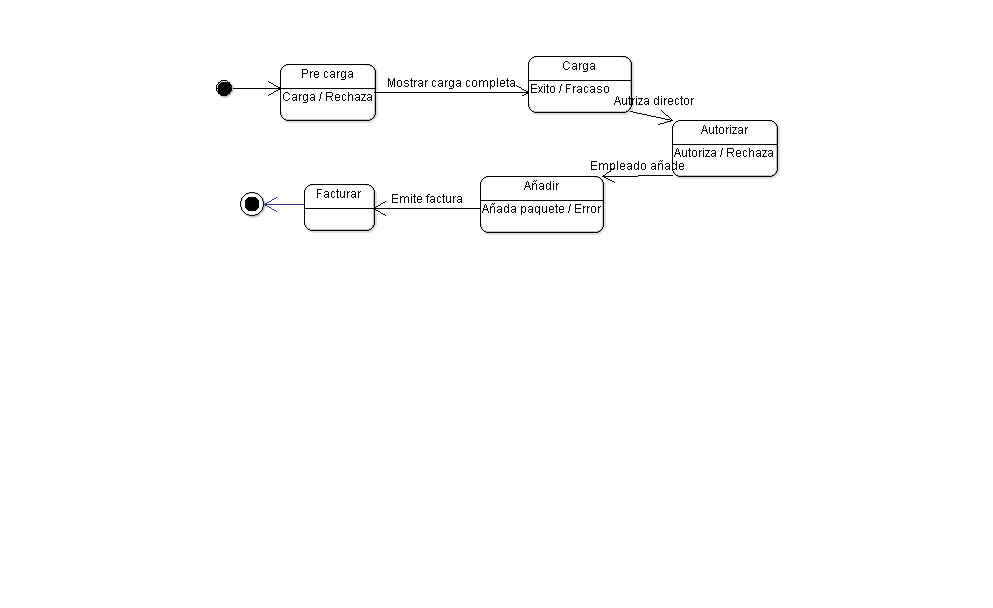 Pre carga
Carga / Rechaza
Mostrar carga completa
Carga
Exito / Fracaso
Autriza director
Autorizar
Autoriza / Rechaza
Empleado añade
Añadir
Añada paquete / Error
Emite factura
Facturar